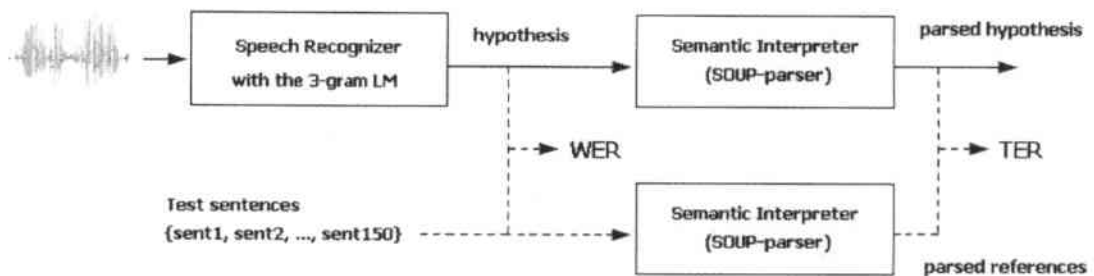 Speech Recognizer
with the 3-gram LM
hypothesis
Semantic Interpreter
(SOUP-parser)
parsed hypothesis
WER
TER
Test sentences
{sent1, sent2, ..., sent150}
Semantic Interpreter
(SOUP-parser)
parsed references